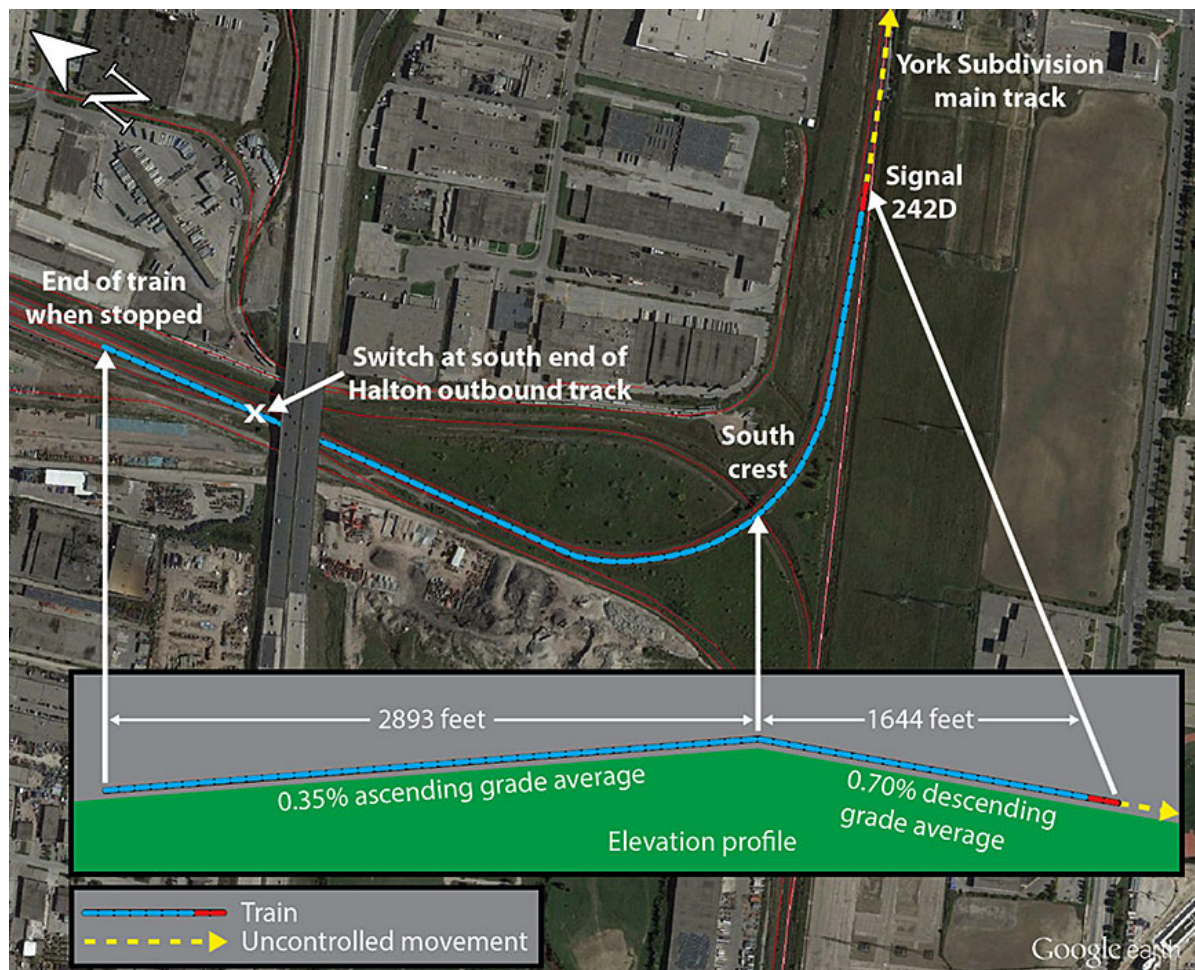 N
York Subdivision
main track
Signal
242D
End of train
when stopped
Switch at south end of
Halton outbound track
X
South
crest
2893 feet
1644 feet
0.35% ascending grade average
0.70% descending
grade average
Elevation profile
Train
Uncontrolled movement
Google earth